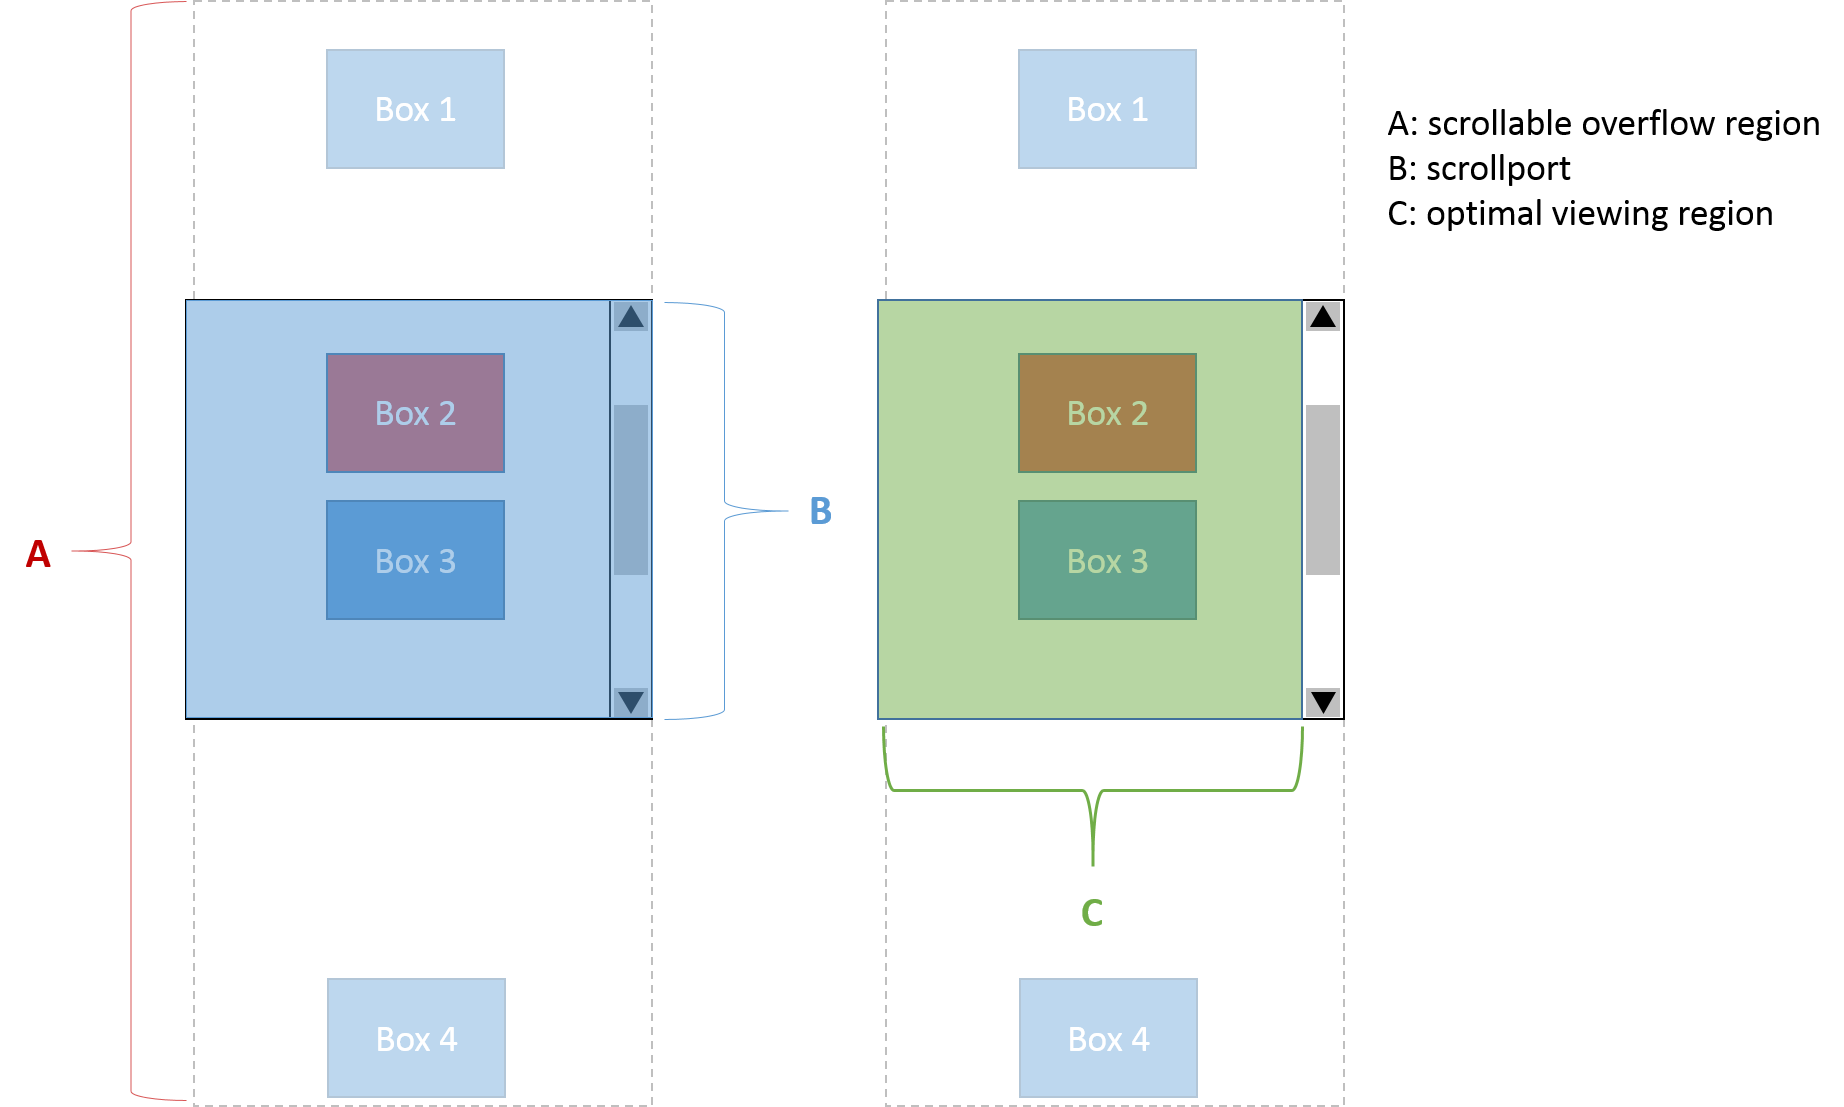 Box 1
Box 2
Box 3
Box 4
A
B
Box 1
Box 2
Box 3
Box 4
C
A: scrollable overflow region
B: scrollport
C: optimal viewing region